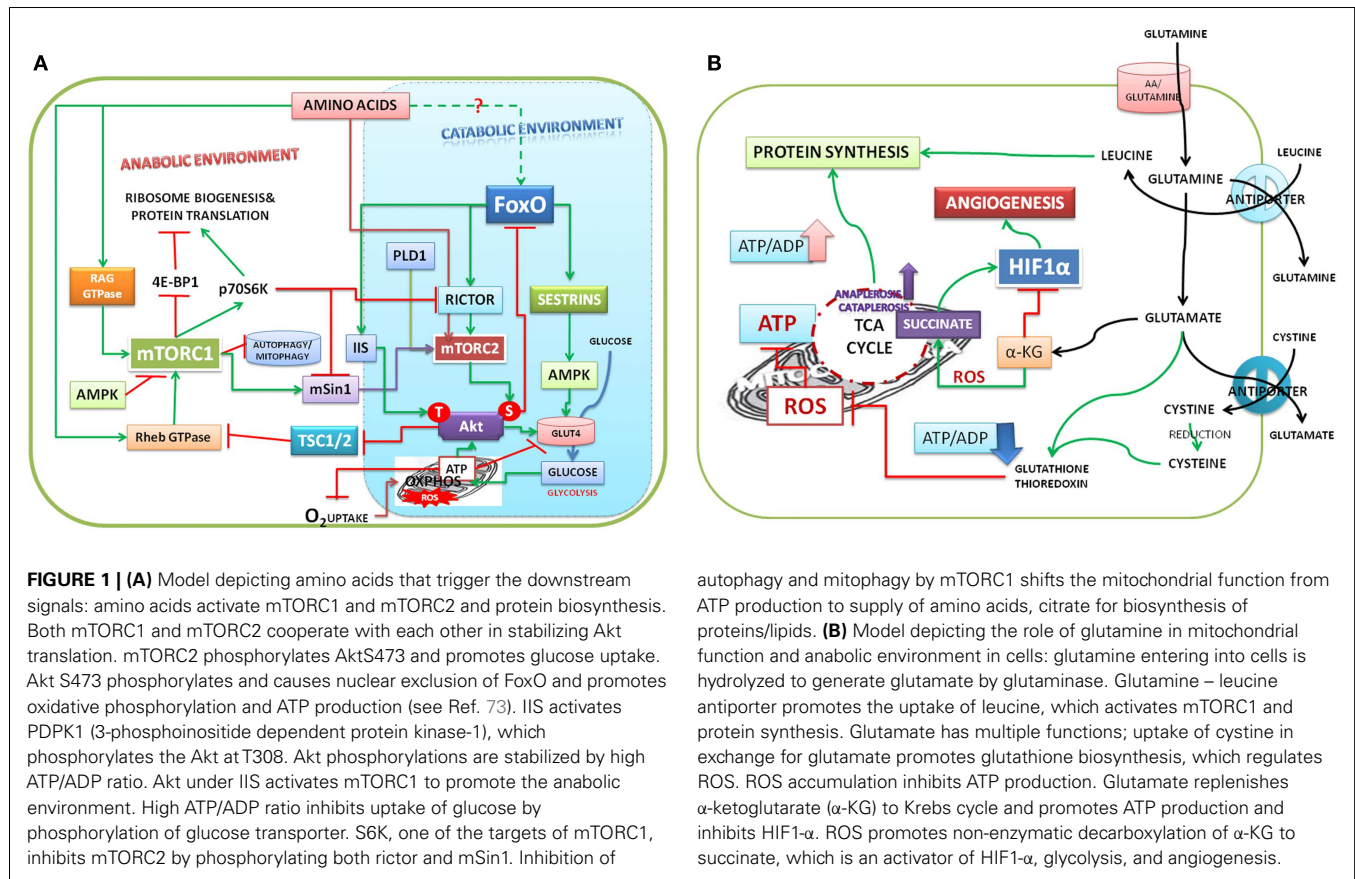 A
AMINO ACIDS
?
CATABOLIC ENVIRONMENT
ANABOLIC ENVIRONMENT
RIBOSOME BIOGENESIS&
PROTEIN TRANSLATION
FoxO
PLD1
RAG
GTPase
4E-BP1
p70S6K
RICTOR
SESTRINS
mTORC1
AUTOPHAGY/
MITOPHAGY
IIS
mTORC2
GLUCOSE
AMPK
mSin1
AMPK
T
S
Akt
GLUT4
Rheb GTPase
TSC1/2
ATP
OXPHOS
ROS
GLUCOSE
GLYCOLYSIS
O2 UPTAKE
B
GLUTAMINE
AA/
GLUTAMINE
PROTEIN SYNTHESIS
LEUCINE
LEUCINE
GLUTAMINE
ANTIPORTER
ANGIOGENESIS
ATP/ADP
HIF1α
GLUTAMINE
ANAPLEROSIS,
CATAPLEROSIS
ATP
TCA
CYCLE
SUCCINATE
GLUTAMATE
α-KG
CYSTINE
ROS
ROS
ANTIPORTER
CYSTINE
GLUTAMATE
REDUCTION
ATP/ADP
CYSTEINE
GLUTATHIONE
THIOREDOXIN
FIGURE 1 | (A) Model depicting amino acids that trigger the downstream
signals: amino acids activate mTORC1 and mTORC2 and protein biosynthesis.
Both mTORC1 and mTORC2 cooperate with each other in stabilizing Akt
translation. mTORC2 phosphorylates AktS473 and promotes glucose uptake.
Akt S473 phosphorylates and causes nuclear exclusion of FoxO and promotes
oxidative phosphorylation and ATP production (see Ref. 73). IIS activates
PDPK1 (3-phosphoinositide dependent protein kinase-1), which
phosphorylates the Akt at T308. Akt phosphorylations are stabilized by high
ATP/ADP ratio. Akt under IIS activates mTORC1 to promote the anabolic
environment. High ATP/ADP ratio inhibits uptake of glucose by
phosphorylation of glucose transporter. S6K, one of the targets of mTORC1,
inhibits mTORC2 by phosphorylating both rictor and mSin1. Inhibition of
autophagy and mitophagy by mTORC1 shifts the mitochondrial function from
ATP production to supply of amino acids, citrate for biosynthesis of
proteins/lipids. (B) Model depicting the role of glutamine in mitochondrial
function and anabolic environment in cells: glutamine entering into cells is
hydrolyzed to generate glutamate by glutaminase. Glutamine – leucine
antiporter promotes the uptake of leucine, which activates mTORC1 and
protein synthesis. Glutamate has multiple functions; uptake of cystine in
exchange for glutamate promotes glutathione biosynthesis, which regulates
ROS. ROS accumulation inhibits ATP production. Glutamate replenishes
α-ketoglutarate (α-KG) to Krebs cycle and promotes ATP production and
inhibits HIF1-α. ROS promotes non-enzymatic decarboxylation of α-KG to
succinate, which is an activator of HIF1-α, glycolysis, and angiogenesis.